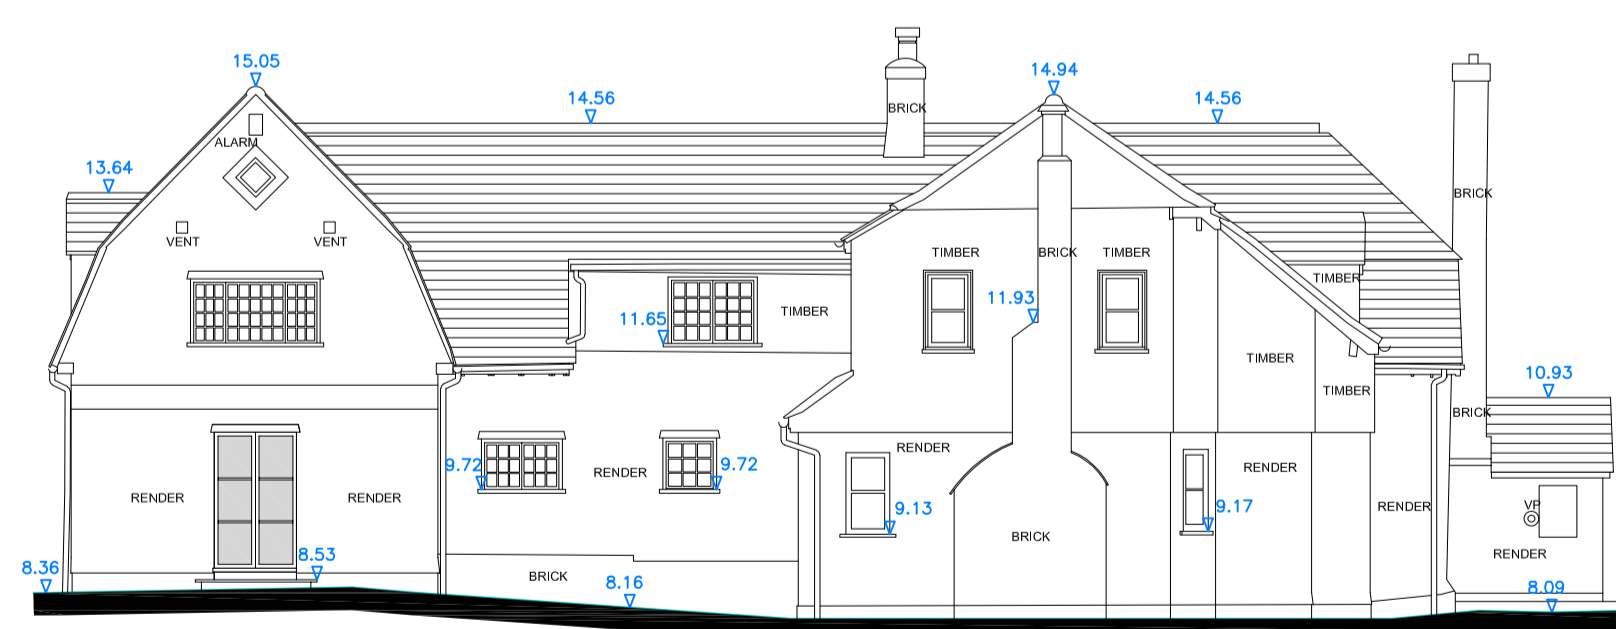 15.05
14.94
14.56
14.56
BRICK
ALARM
13.64
BRICK
VENT
VENT
TIMBER
BRICK
TIMBER
TIMBER
11.93
TIMBER
11.65
TIMBER
10.93
TIMBER
BRICK
RENDER
9.72
9.72
RENDER
RENDER
RENDER
RENDER
9.13
9.17
RENDER
VP
BRICK
RENDER
8.53
8.36
BRICK
8.16
8.09